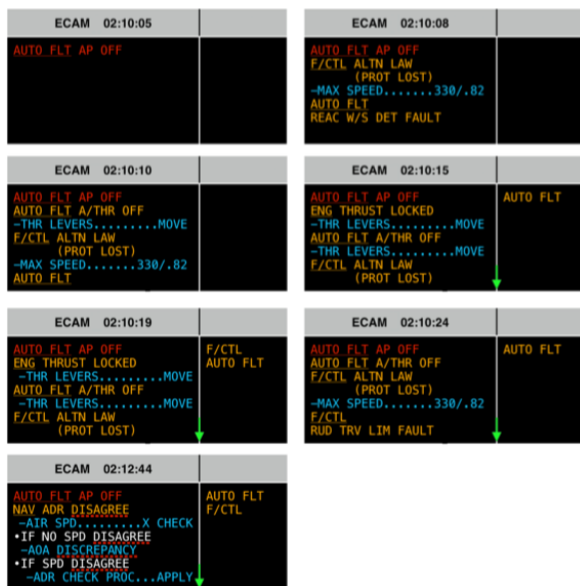 ECAM 02:10:05
AUTO FLT AP OFF
ECAM 02:10:08
AUTO FLT AP OFF
F/CTL ALTN LAW
(PROT LOST)
-MAX SPEED.......330/.82
AUTO FLT
REAC W/S DET FAULT
ECAM 02:10:10
AUTO FLT AP OFF
AUTO FLT A/THR OFF
-THR LEVERS.........MOVE
F/CTL ALTN LAW
(PROT LOST)
-MAX SPEED.......330/.82
AUTO FLT
ECAM 02:10:15
AUTO FLT AP OFF
ENG THRUST LOCKED
-THR LEVERS.........MOVE
AUTO FLT A/THR OFF
-THR LEVERS.........MOVE
F/CTL ALTN LAW
(PROT LOST)
AUTO FLT
ECAM 02:10:19
AUTO FLT AP OFF
ENG THRUST LOCKED
-THR LEVERS.........MOVE
AUTO FLT A/THR OFF
-THR LEVERS.........MOVE
F/CTL ALTN LAW
(PROT LOST)
F/CTL
AUTO FLT
ECAM 02:10:24
AUTO FLT AP OFF
AUTO FLT A/THR OFF
F/CTL ALTN LAW
(PROT LOST)
-MAX SPEED.......330/.82
F/CTL
RUD TRV LIM FAULT
AUTO FLT
ECAM 02:12:44
AUTO FLT AP OFF
NAV ADR DISAGREE
-AIR SPD.........X CHECK
•IF NO SPD DISAGREE
-AOA DISCREPANCY
•IF SPD DISAGREE
-ADR CHECK PROC...APPLY
AUTO FLT
F/CTL